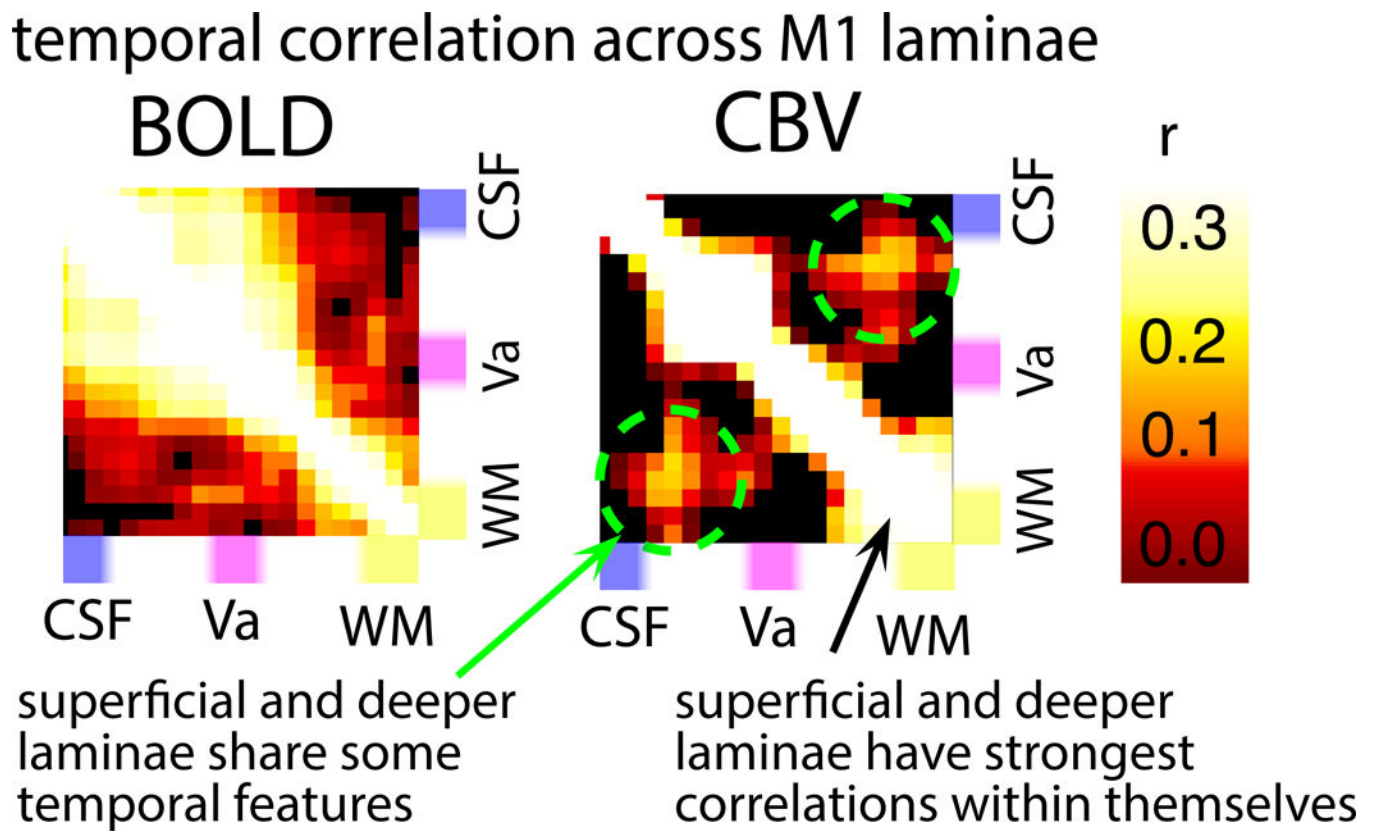 temporal correlation across M1 laminae
BOLD
CBV
r
CSF
Va
WM
CSF
Va
WM
0.3
0.2
0.1
0.0
CSF
Va
WM
CSF
Va
WM
superficial and deeper
laminae share some
temporal features
superficial and deeper
laminae have strongest
correlations within themselves